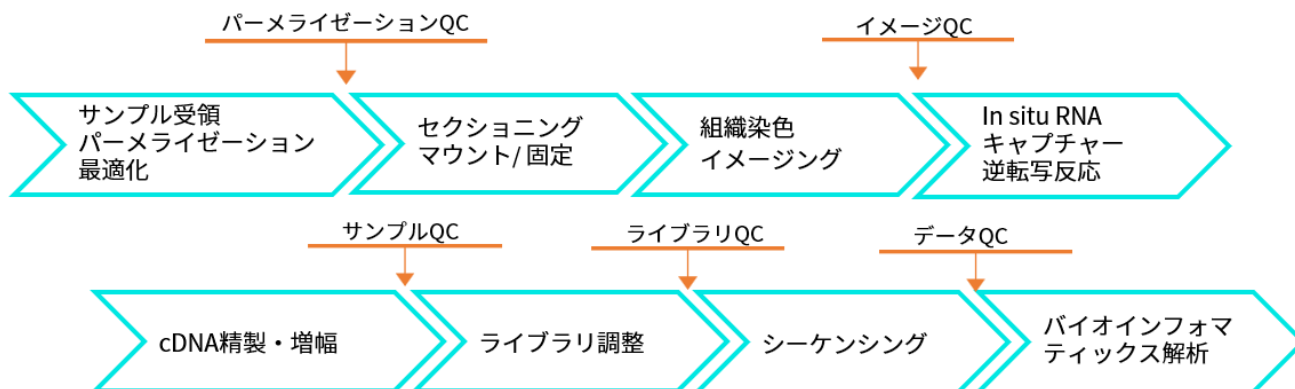 パーメライゼーションQC
イメージQC
サンプル受領
パーメライゼーション
最適化
セクショニング
マウント/ 固定
組織染色
イメージング
In situ RNA
キャプチャー
逆転写反応
サンプルQC
ライブラリQC
データQC
cDNA精製・増幅
ライブラリ調整
シーケンシング
バイオインフォマ
ティックス解析